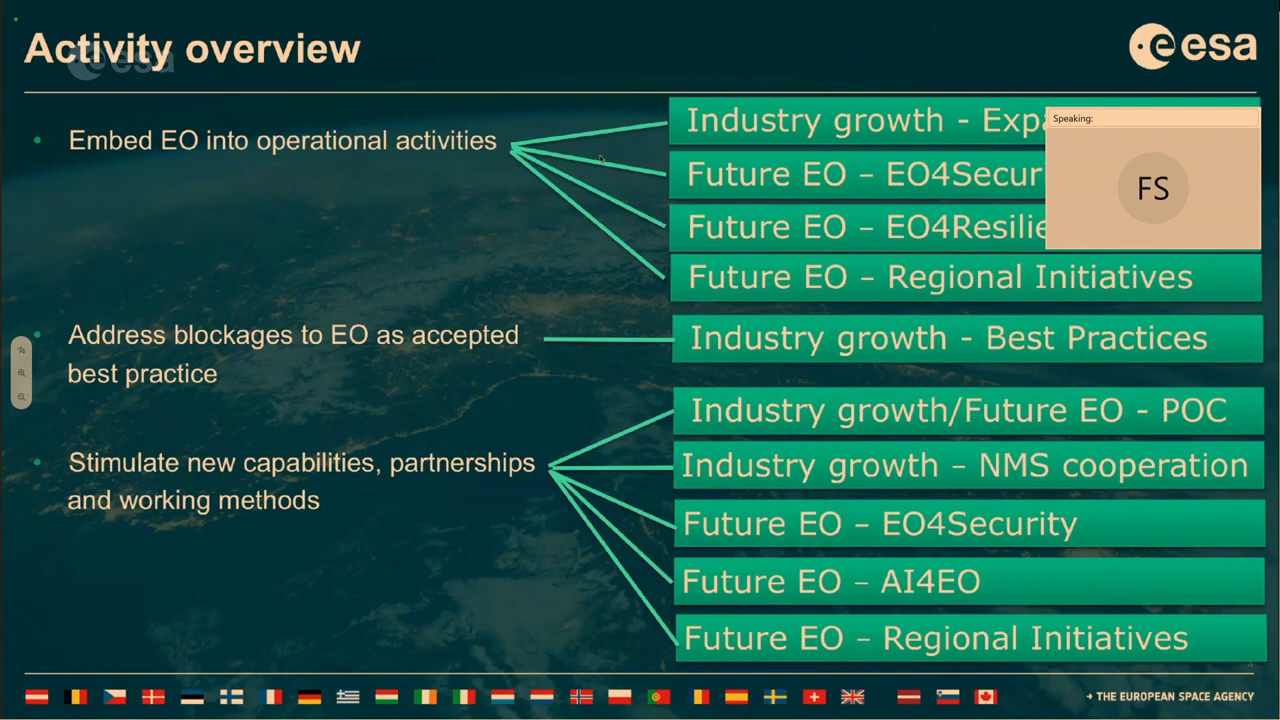 Activity overview
esa
esa
Embed EO into operational activities
Industry growth - Exp
Speaking:
FS
Future EO – EO4Secur
Future EO – EO4Resilie
Future EO – Regional Initiatives
Address blockages to EO as accepted
best practice
Industry growth - Best Practices
Stimulate new capabilities, partnerships
and working methods
Industry growth/Future EO - POC
Industry growth – NMS cooperation
Future EO – EO4Security
Future EO – AI4EO
Future EO – Regional Initiatives
→ THE EUROPEAN SPACE AGENCY